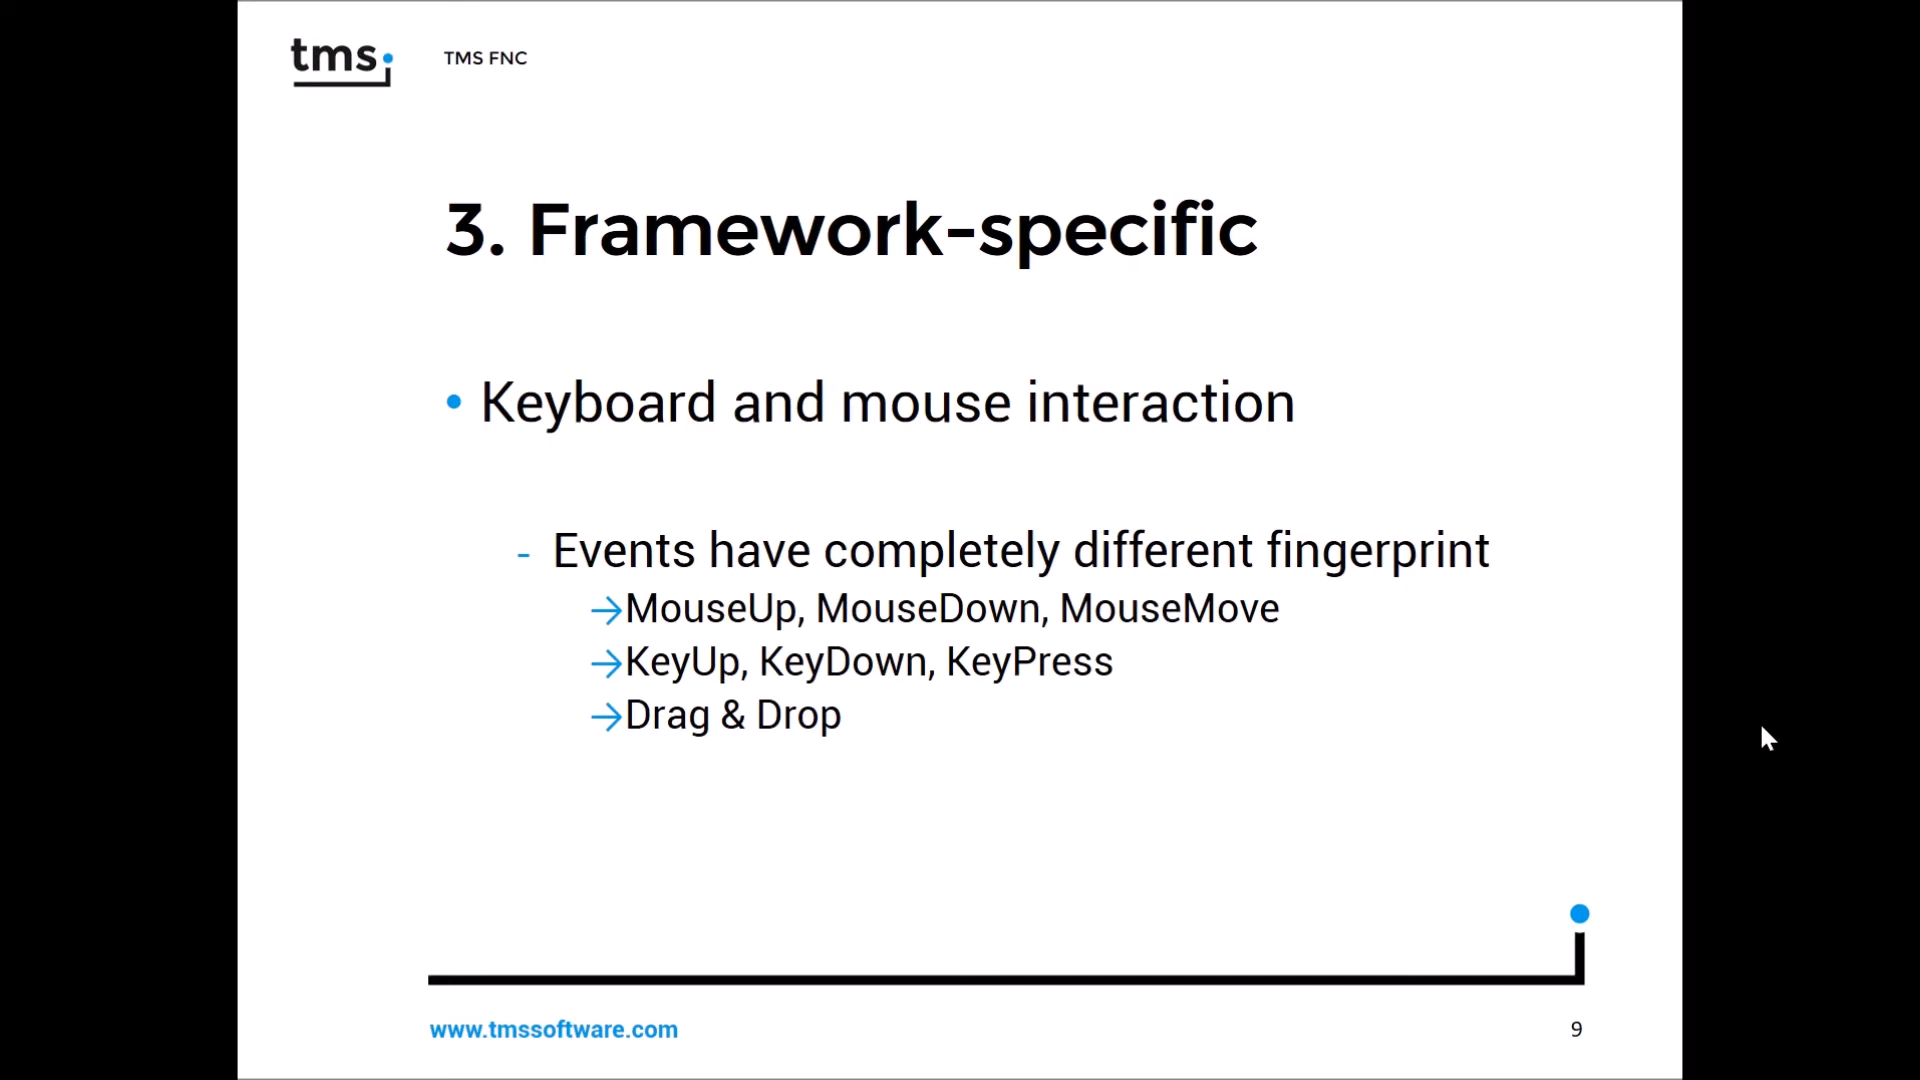 tms
TMS FNC
3. Framework-specific
• Keyboard and mouse interaction
- Events have completely different fingerprint
→MouseUp, MouseDown, MouseMove
→KeyUp, KeyDown, KeyPress
→Drag & Drop
www.tmssoftware.com
9